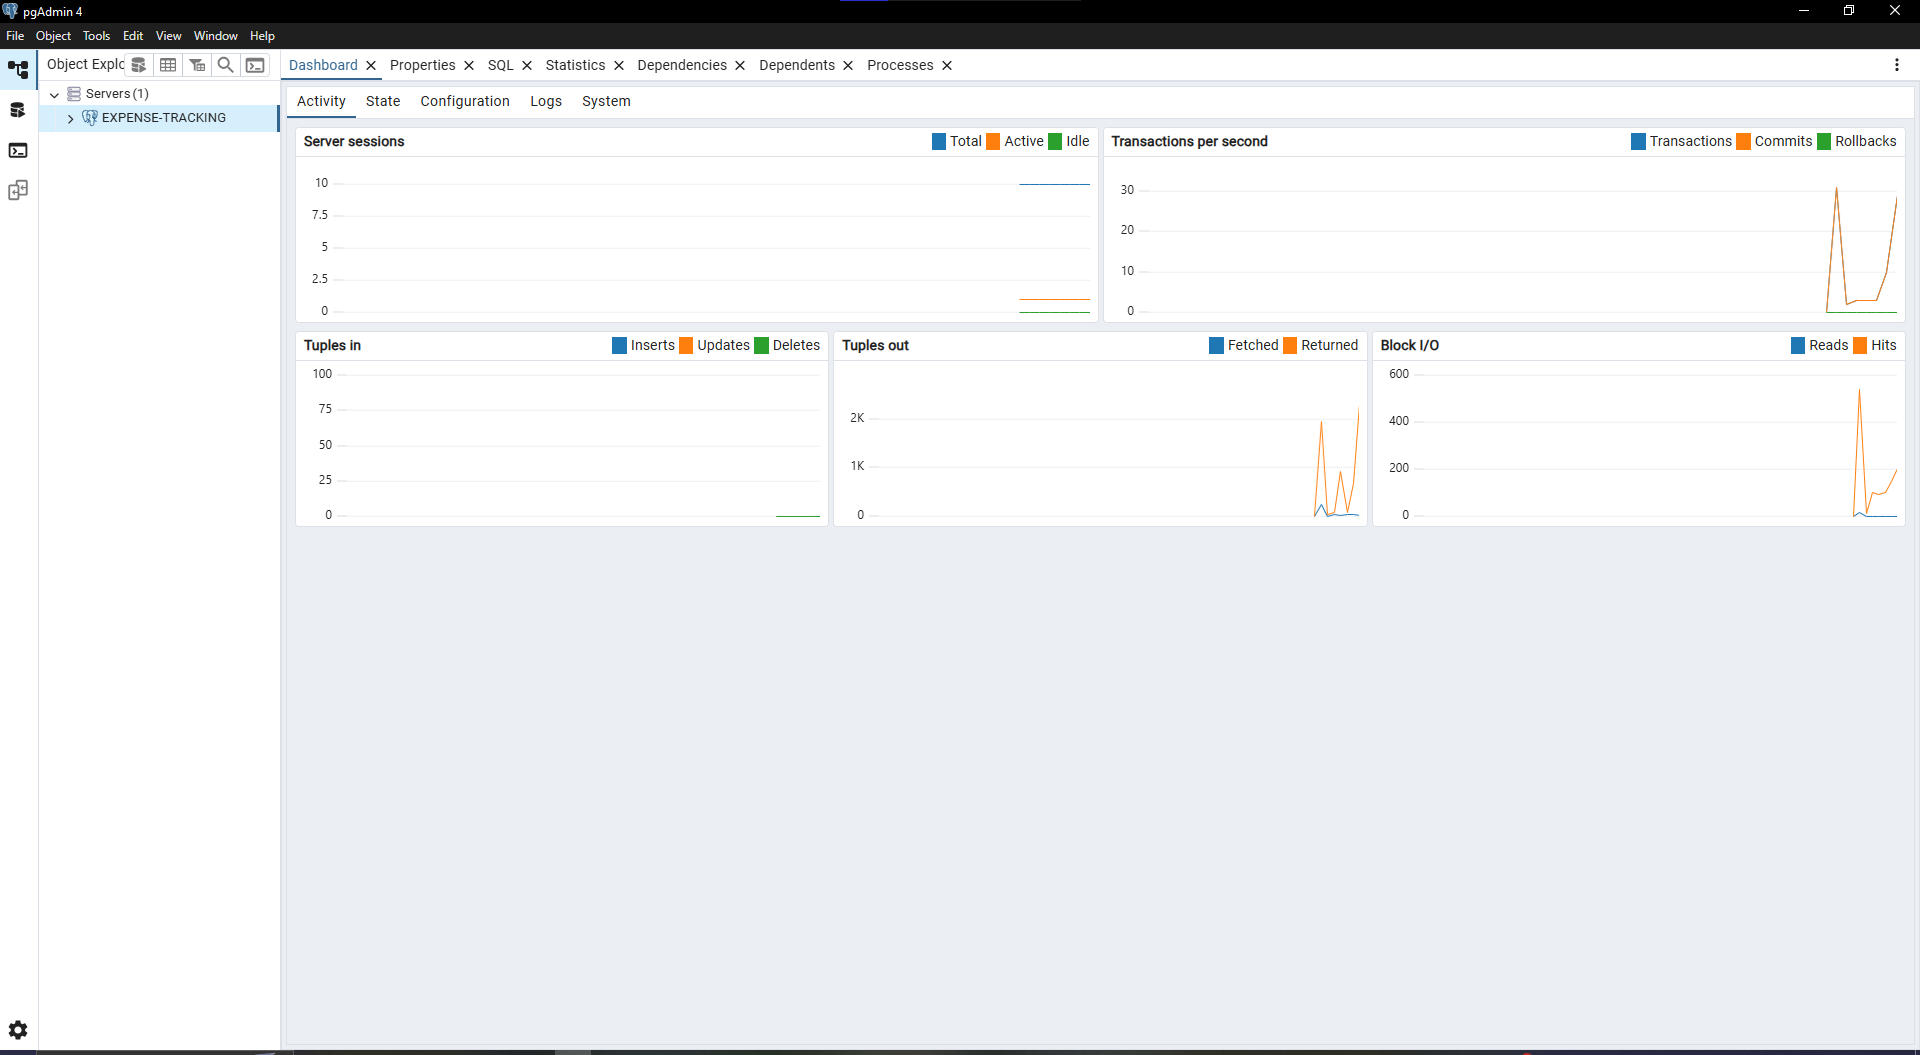 pgAdmin 4
File Object Tools Edit View Window Help
Object Explo
Dashboard Properties SQL Statistics Dependencies Dependents Processes
Servers (1)
EXPENSE-TRACKING
Activity State Configuration Logs System
Server sessions Total Active Idle
10
7.5
5
2.5
0
Transactions per second Transactions Commits Rollbacks
30
20
10
0
Tuples in Inserts Updates Deletes
100
75
50
25
0
Tuples out Fetched Returned
2K
1K
0
Block I/O Reads Hits
600
400
200
0